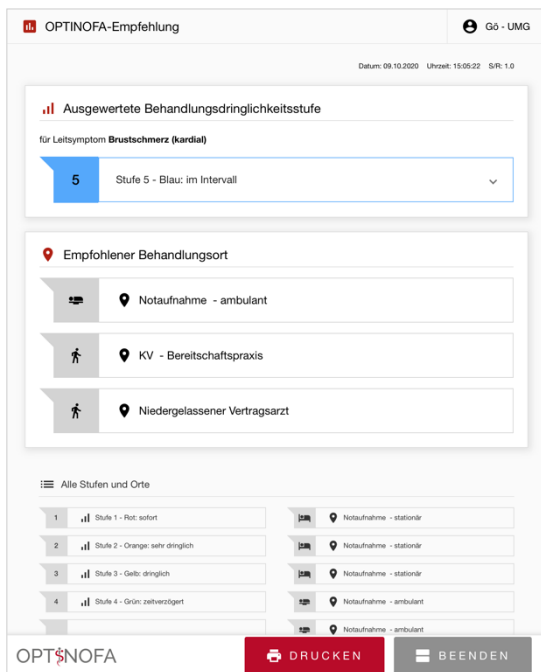 OPTINOFA-Empfehlung
Gö - UMG
Datum: 09.10.2020 Uhrzeit: 15:05:22 S/R: 1.0
Ausgewertete Behandlungsdringlichkeitsstufe
für Leitsymptom Brustschmerz (kardial)
5 Stufe 5 - Blau: im Intervall
Empfohlener Behandlungsort
Notaufnahme - ambulant
KV - Bereitschaftspraxis
Niedergelassener Vertragsarzt
Alle Stufen und Orte
1 Stufe 1 - Rot: sofort Notaufnahme - stationär
2 Stufe 2 - Orange: sehr dringlich Notaufnahme - stationär
3 Stufe 3 - Gelb: dringlich Notaufnahme - stationär
4 Stufe 4 - Grün: zeitverzögert Notaufnahme - ambulant
Notaufnahme - ambulant
OPTINOFA DRUCKEN BEENDEN